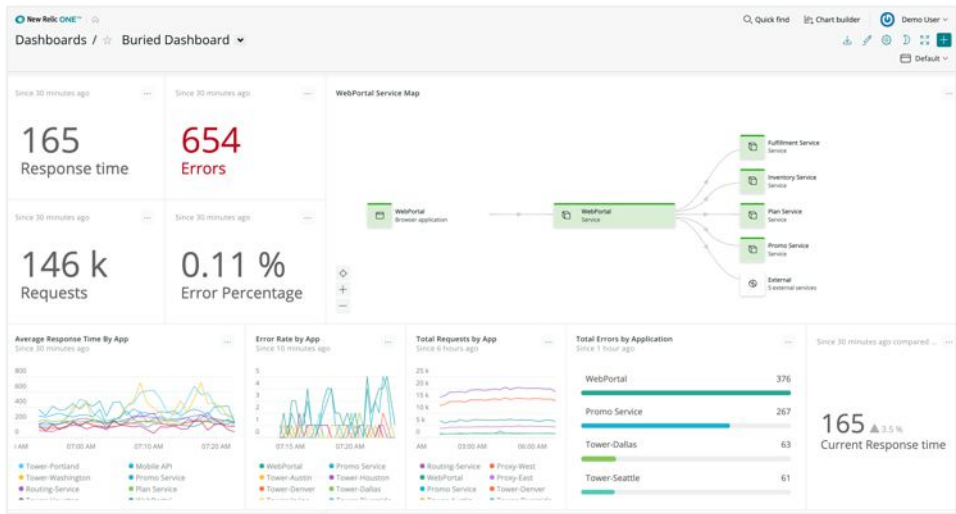 New Relic ONE™
Quick find
Chart builder
Demo User
Dashboards / Buried Dashboard
Default
Since 30 minutes ago
165
Response time
Since 30 minutes ago
654
Errors
Since 30 minutes ago
146 k
Requests
Since 30 minutes ago
0.11 %
Error Percentage
WebPortal Service Map
WebPortal
Browser application
WebPortal
Service
Fulfillment Service
Service
Inventory Service
Service
Plan Service
Service
Promo Service
Service
External
5 external services
Average Response Time By App
Since 30 minutes ago
800
600
400
200
0
AM
07:00 AM
07:10 AM
07:20 AM
Tower-Portland
Mobile API
Tower-Washington
Promo Service
Routing-Service
Plan Service
Error Rate by App
Since 10 minutes ago
5
4
3
2
1
0
07:15 AM
07:20 AM
WebPortal
Promo Service
Tower-Austin
Tower-Houston
Tower-Denver
Tower-Dallas
Total Requests by App
Since 6 hours ago
25 k
20 k
15 k
10 k
5 k
0
AM
03:00 AM
06:00 AM
Routing-Service
Proxy-West
WebPortal
Proxy-East
Promo Service
Tower-Denver
Total Errors by Application
Since 1 hour ago
WebPortal 376
Promo Service 267
Tower-Dallas 63
Tower-Seattle 61
Since 30 minutes ago compared ...
165 3.5 %
Current Response time